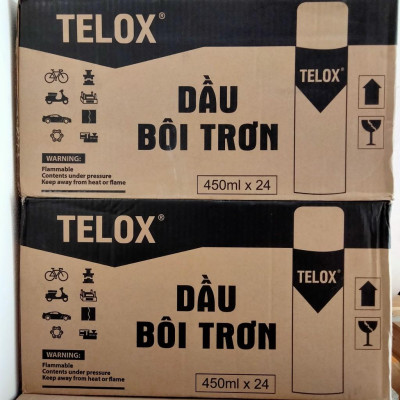 TELOX®
TELOX®
DẦU
BÔI TRƠN
WARNING:
Flammable
Contents under pressure
Keep away from heat or flame
450ml x 24
TELOX®
TELOX®
DẦU
BÔI TRƠN
WARNING:
Flammable
Contents under pressure
Keep away from heat or flame
450ml x 24